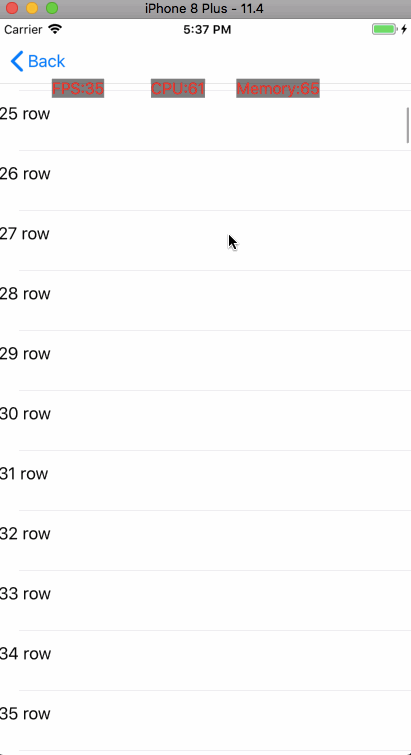 iPhone 8 Plus - 11.4
Carrier 5:37 PM
Back
FPS:35 CPU:61 Memory:65
25 row
26 row
27 row
28 row
29 row
30 row
31 row
32 row
33 row
34 row
35 row